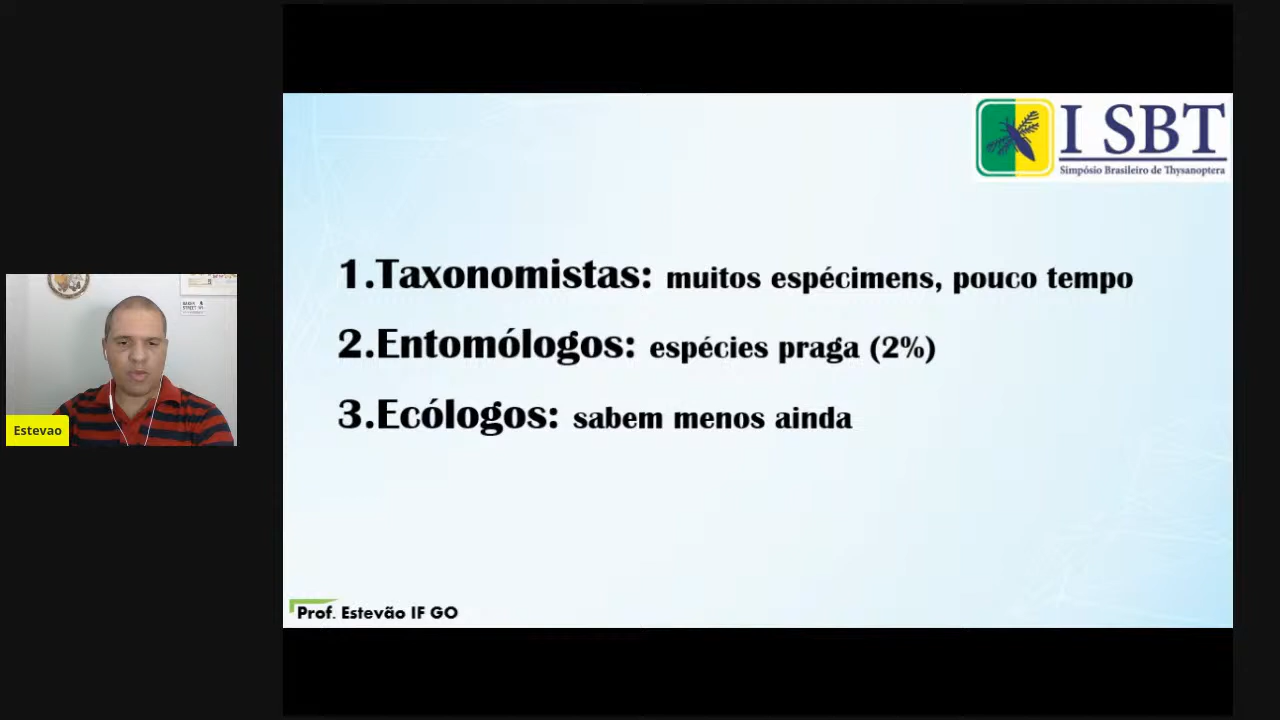 I SBT
Simpósio Brasileiro de Thysanoptera
1.Taxonomistas: muitos espécimens, pouco tempo
2.Entomólogos: espécies praga (2%)
3.Ecólogos: sabem menos ainda
Estevao
Prof. Estevão IF GO